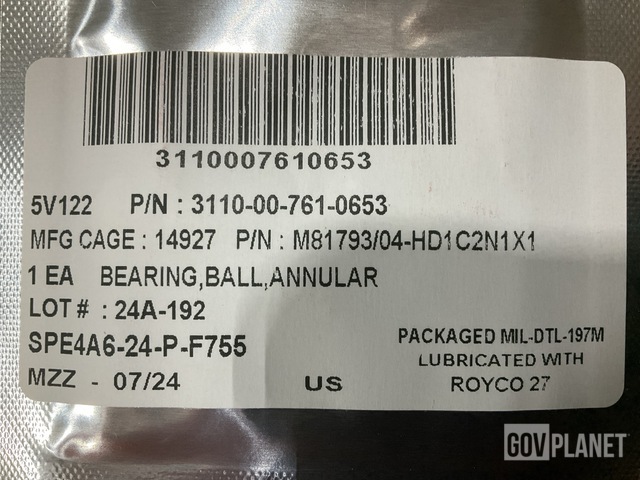 3110007610653
5V122 P/N : 3110-00-761-0653
MFG CAGE : 14927 P/N : M81793/04-HD1C2N1X1
1 EA BEARING,BALL,ANNULAR
LOT # : 24A-192
SPE4A6-24-P-F755
PACKAGED MIL-DTL-197M
LUBRICATED WITH
MZZ - 07/24 US ROYCO 27
GOVPLANET